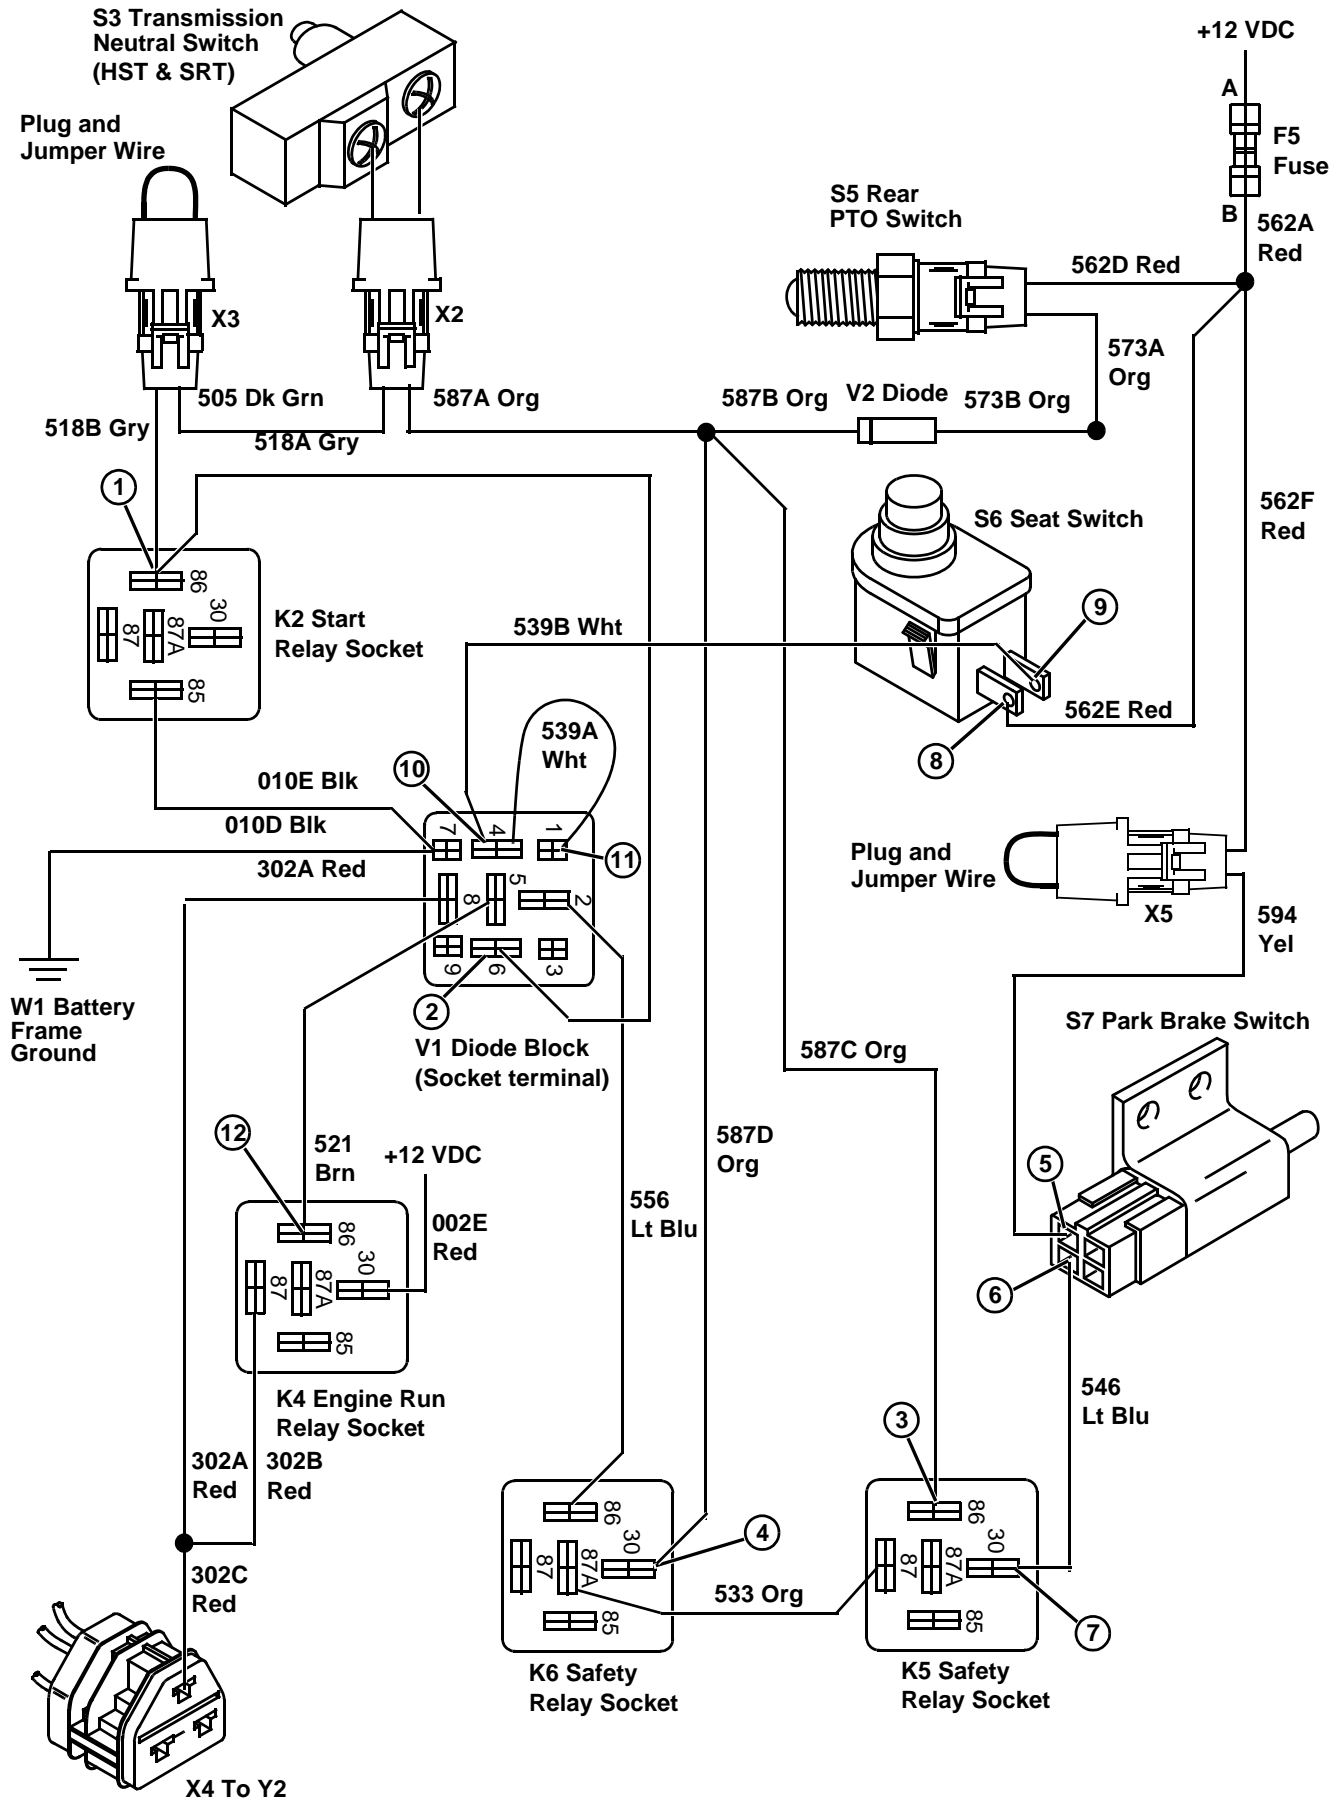 S3 Transmission
Neutral Switch
(HST & SRT)
+12 VDC
A
F5
Fuse
B
562A
Red
Plug and
Jumper Wire
X3
X2
S5 Rear
PTO Switch
562D Red
573A
Org
505 Dk Grn
587A Org
587B Org
V2 Diode
573B Org
518B Gry
518A Gry
1
562F
Red
S6 Seat Switch
86
30
87
87A
85
K2 Start
Relay Socket
539B Wht
9
562E Red
8
539A
Wht
10
010E Blk
010D Blk
302A Red
7
4
1
11
8
5
2
9
6
3
2
V1 Diode Block
(Socket terminal)
W1 Battery
Frame
Ground
Plug and
Jumper Wire
X5
594
Yel
S7 Park Brake Switch
587C Org
12
521
Brn
+12 VDC
002E
Red
587D
Org
556
Lt Blu
5
6
86
30
87
87A
85
K4 Engine Run
Relay Socket
546
Lt Blu
3
302A
Red
302B
Red
86
30
87
87A
85
4
533 Org
86
30
87
87A
85
7
302C
Red
K6 Safety
Relay Socket
K5 Safety
Relay Socket
X4 To Y2